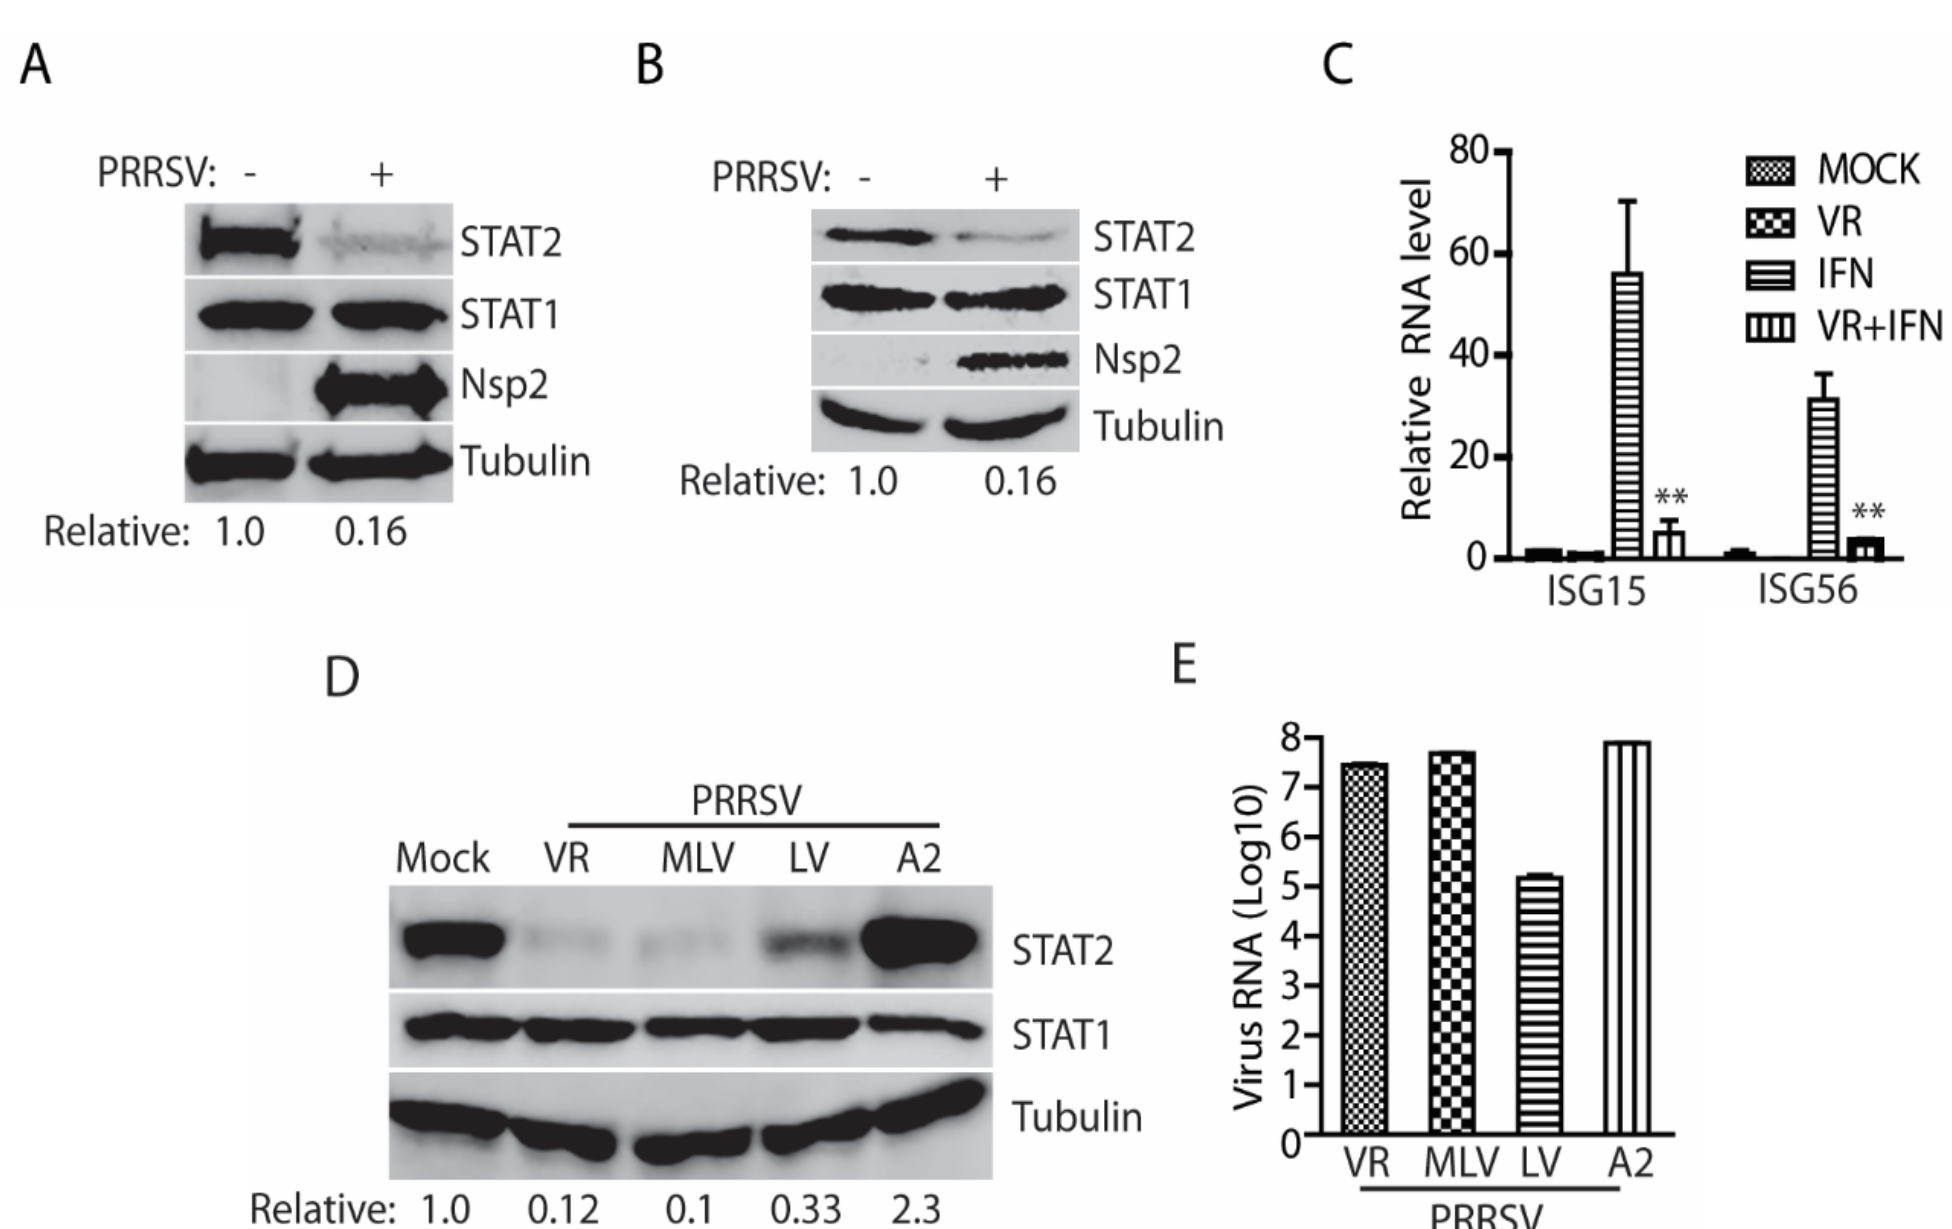 A
PRRSV: - +
STAT2
STAT1
Nsp2
Tubulin
Relative: 1.0 0.16
B
PRRSV: - +
STAT2
STAT1
Nsp2
Tubulin
Relative: 1.0 0.16
C
Relative RNA level
80
60
40
20
0
MOCK
VR
IFN
VR+IFN
**
**
ISG15 ISG56
D
PRRSV
Mock VR MLV LV A2
STAT2
STAT1
Tubulin
Relative: 1.0 0.12 0.1 0.33 2.3
E
Virus RNA (Log10)
8
7
6
5
4
3
2
1
0
VR MLV LV A2
PRRSV